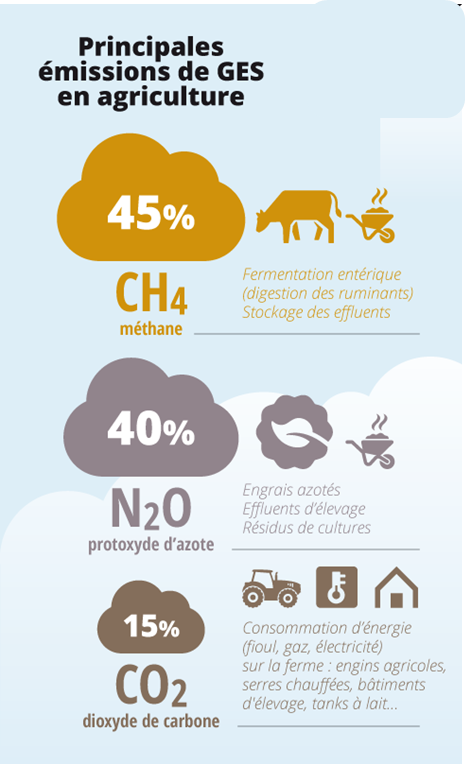 Principales
émissions de GES
en agriculture
45%
CH4
méthane
Fermentation entérique
(digestion des ruminants)
Stockage des effluents
40%
N2O
protoxyde d’azote
Engrais azotés
Effluents d’élevage
Résidus de cultures
15%
CO2
dioxyde de carbone
Consommation d’énergie
(fioul, gaz, électricité)
sur la ferme : engins agricoles,
serres chauffées, bâtiments
d'élevage, tanks à lait...